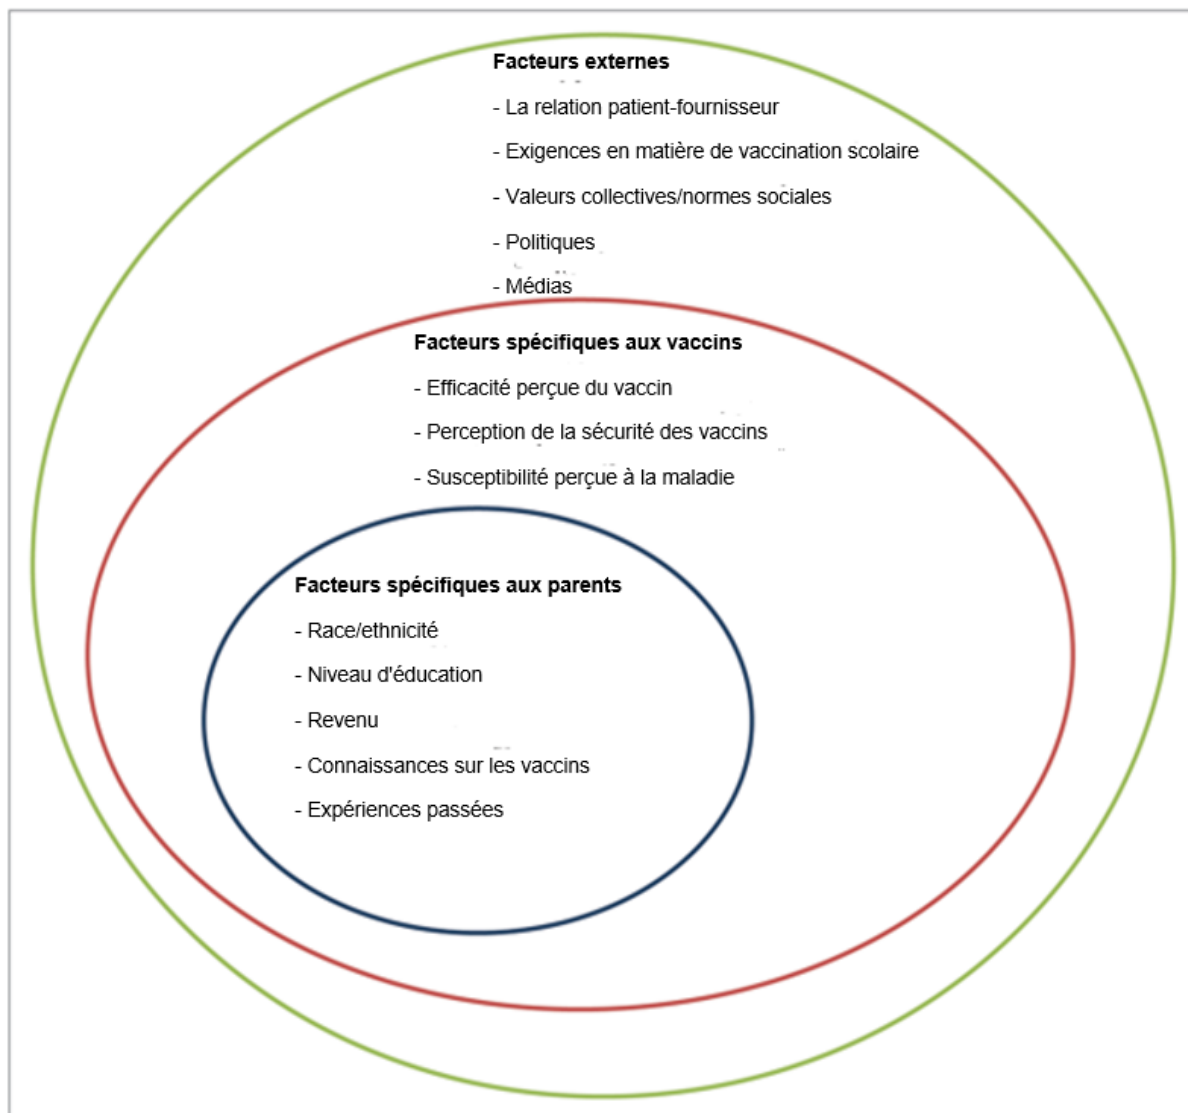 Facteurs externes
- La relation patient-fournisseur
- Exigences en matière de vaccination scolaire
- Valeurs collectives/normes sociales
- Politiques
- Médias
Facteurs spécifiques aux vaccins
- Efficacité perçue du vaccin
- Perception de la sécurité des vaccins
- Susceptibilité perçue à la maladie
Facteurs spécifiques aux parents
- Race/ethnicité
- Niveau d'éducation
- Revenu
- Connaissances sur les vaccins
- Expériences passées